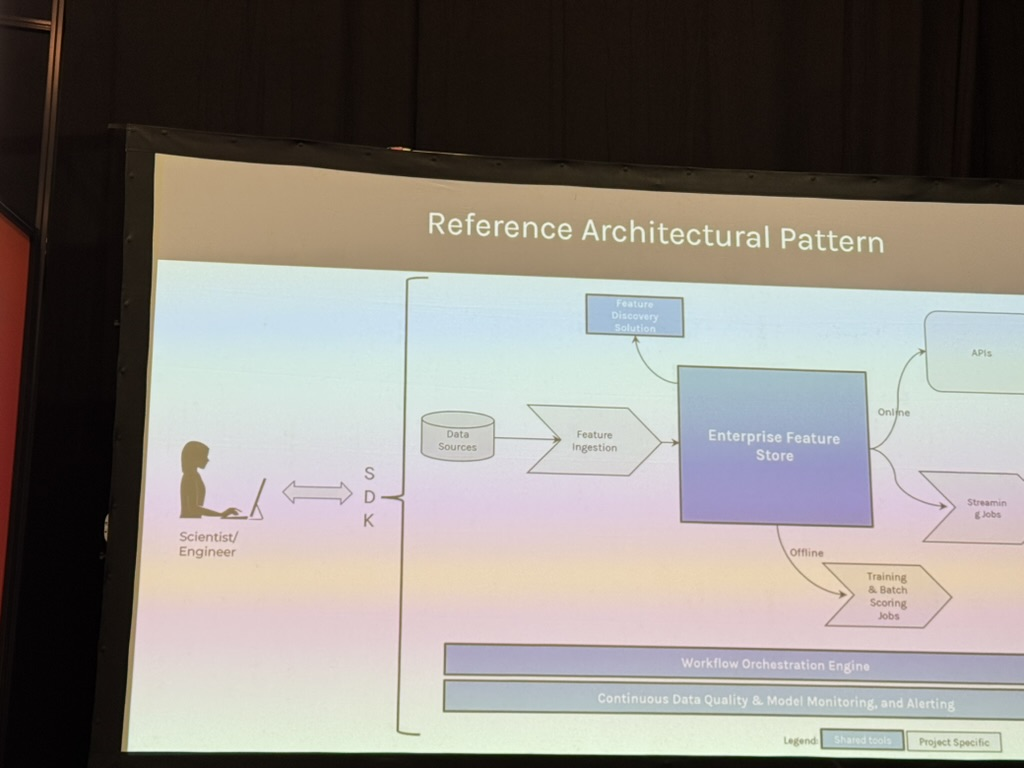 Reference Architectural Pattern
Feature
Discovery
Solution
APIs
Online
Data
Sources
Feature
Ingestion
Enterprise Feature
Store
S
D
K
Streamin
g Jobs
Scientist/
Engineer
Offline
Training
& Batch
Scoring
Jobs
Workflow Orchestration Engine
Continuous Data Quality & Model Monitoring, and Alerting
Legend:
Shared tools
Project Specific